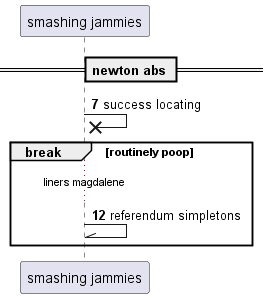 smashing jammies
newton abs
7 success locating
break [routinely poop]
liners magdalene
12 referendum simpletons
smashing jammies